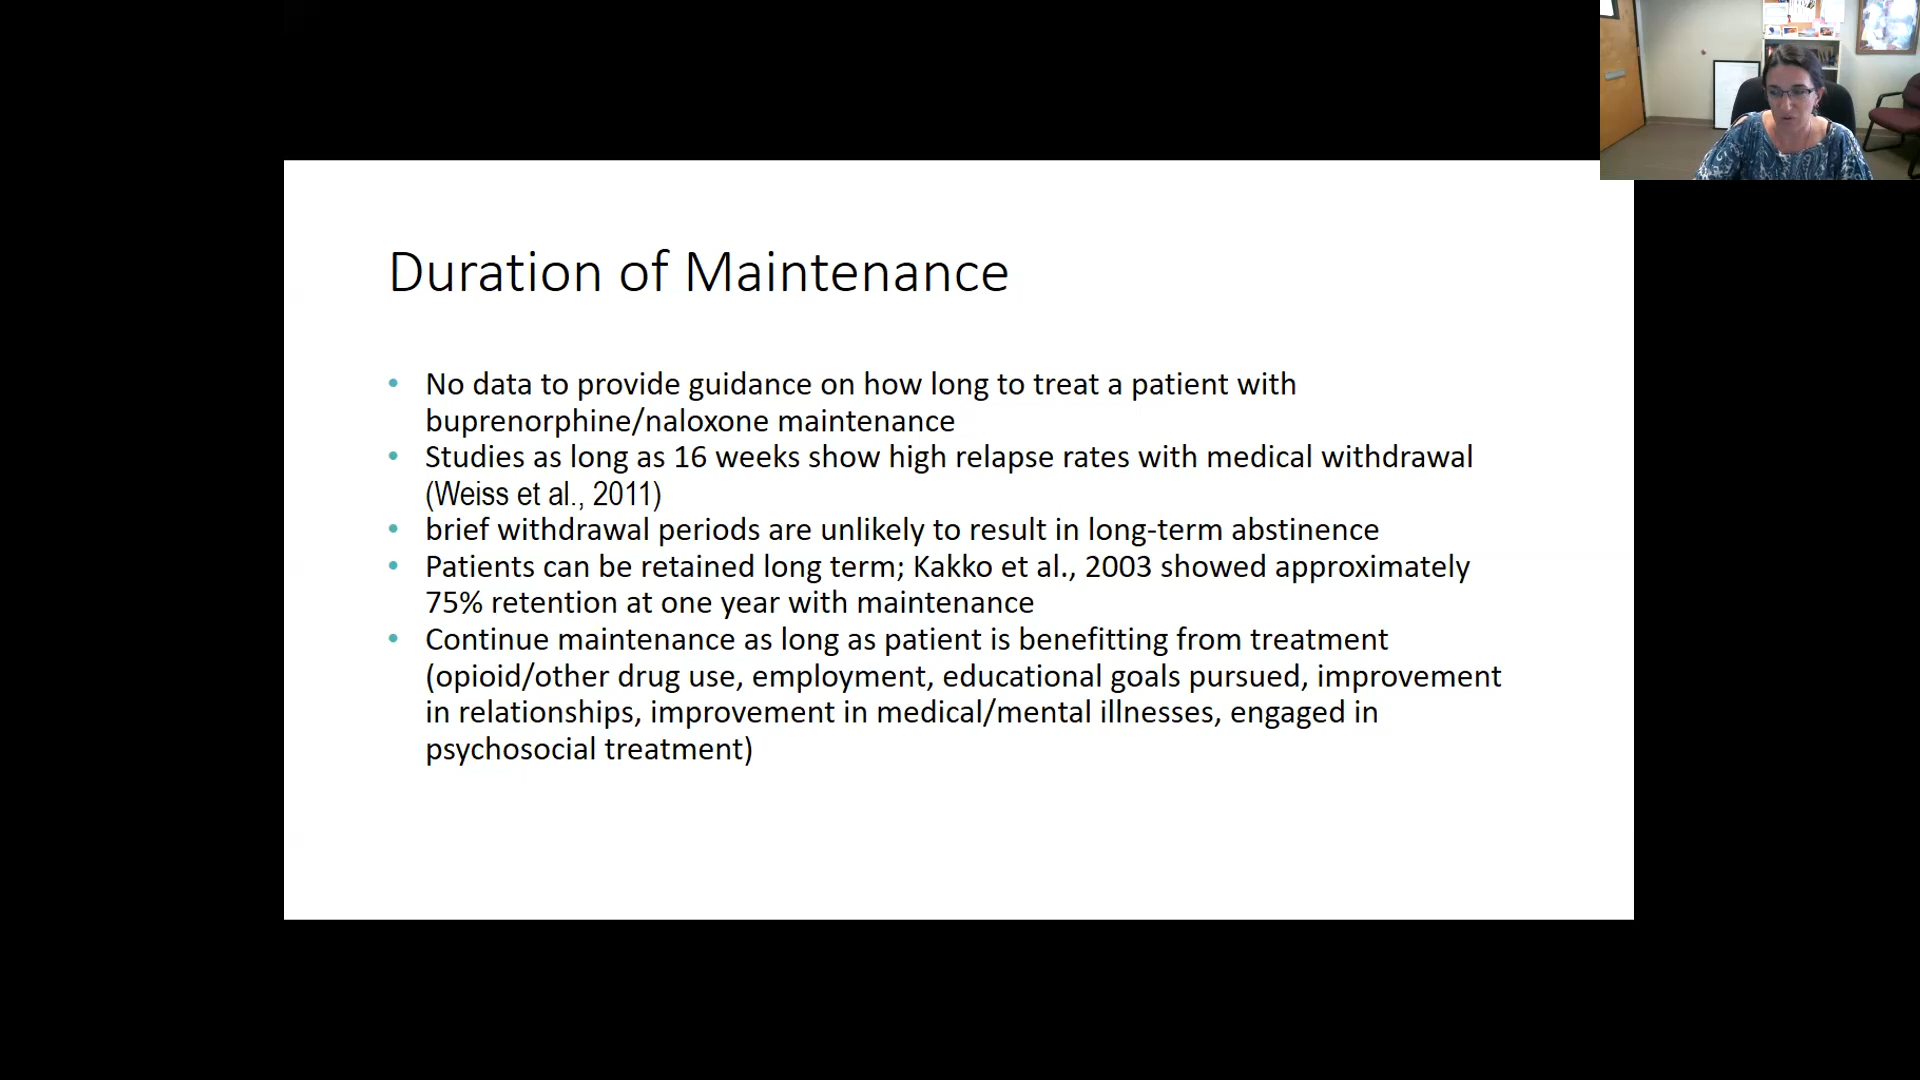 Duration of Maintenance
• No data to provide guidance on how long to treat a patient with
buprenorphine/naloxone maintenance
• Studies as long as 16 weeks show high relapse rates with medical withdrawal
(Weiss et al., 2011)
• brief withdrawal periods are unlikely to result in long-term abstinence
• Patients can be retained long term; Kakko et al., 2003 showed approximately
75% retention at one year with maintenance
• Continue maintenance as long as patient is benefitting from treatment
(opioid/other drug use, employment, educational goals pursued, improvement
in relationships, improvement in medical/mental illnesses, engaged in
psychosocial treatment)